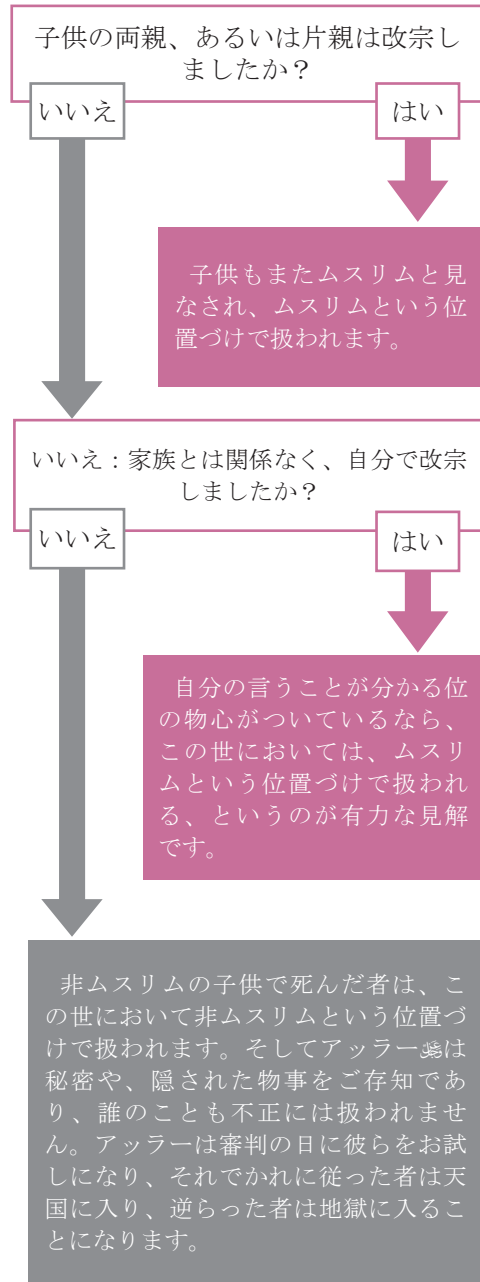 子供の両親、あるいは片親は改宗し
ましたか？
いいえ
はい
子供もまたムスリムと見
なされ、ムスリムという位
置づけで扱われます。
いいえ：家族とは関係なく、自分で改宗
しましたか？
いいえ
はい
自分の言うことが分かる位
の物心がついているなら、
この世においては、ムスリ
ムという位置づけで扱われ
る、というのが有力な見解
です。
非ムスリムの子供で死んだ者は、こ
の世において非ムスリムという位置づ
けで扱われます。そしてアッラーは
秘密や、隠された物事をご存知であ
り、誰のことも不正には扱われませ
ん。アッラーは審判の日に彼らをお試
しになり、それでかれに従った者は天
国に入り、逆らった者は地獄に入るこ
とになります。